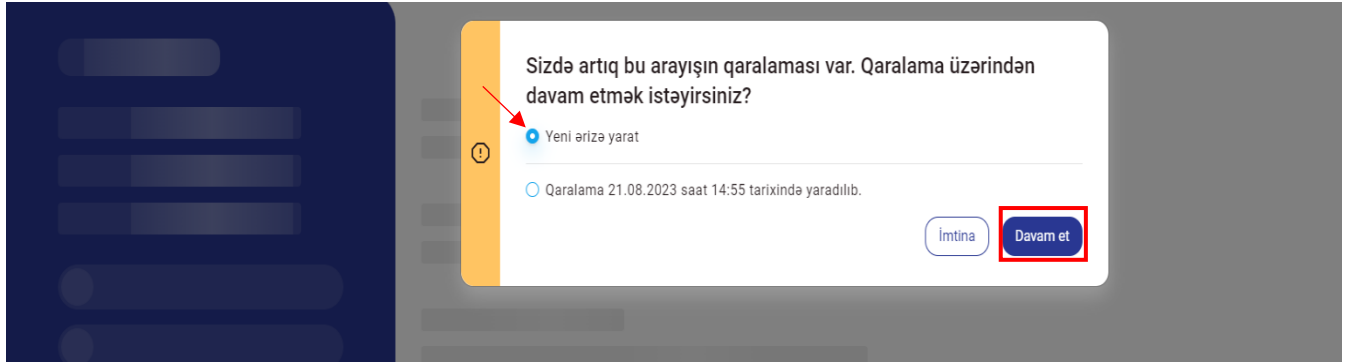 Sizdə artıq bu arayışın qaralaması var. Qaralama üzərindən
davam etmək istəyirsiniz?
Yeni ərizə yarat
Qaralama 21.08.2023 saat 14:55 tarixində yaradılıb.
İmtina
Davam et